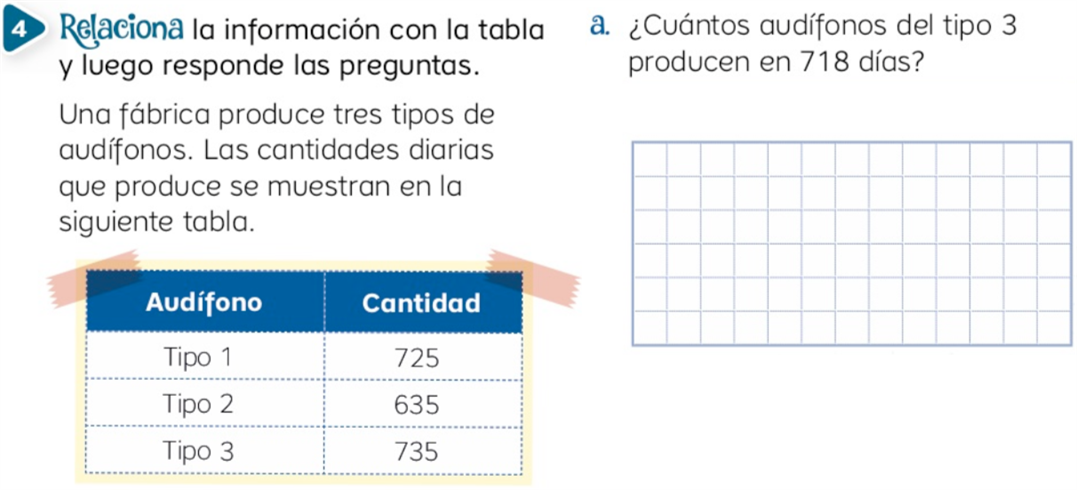 4 Relaciona la información con la tabla
y luego responde las preguntas.
Una fábrica produce tres tipos de
audífonos. Las cantidades diarias
que produce se muestran en la
siguiente tabla.
Audífono Cantidad
Tipo 1 725
Tipo 2 635
Tipo 3 735
a. ¿Cuántos audífonos del tipo 3
producen en 718 días?